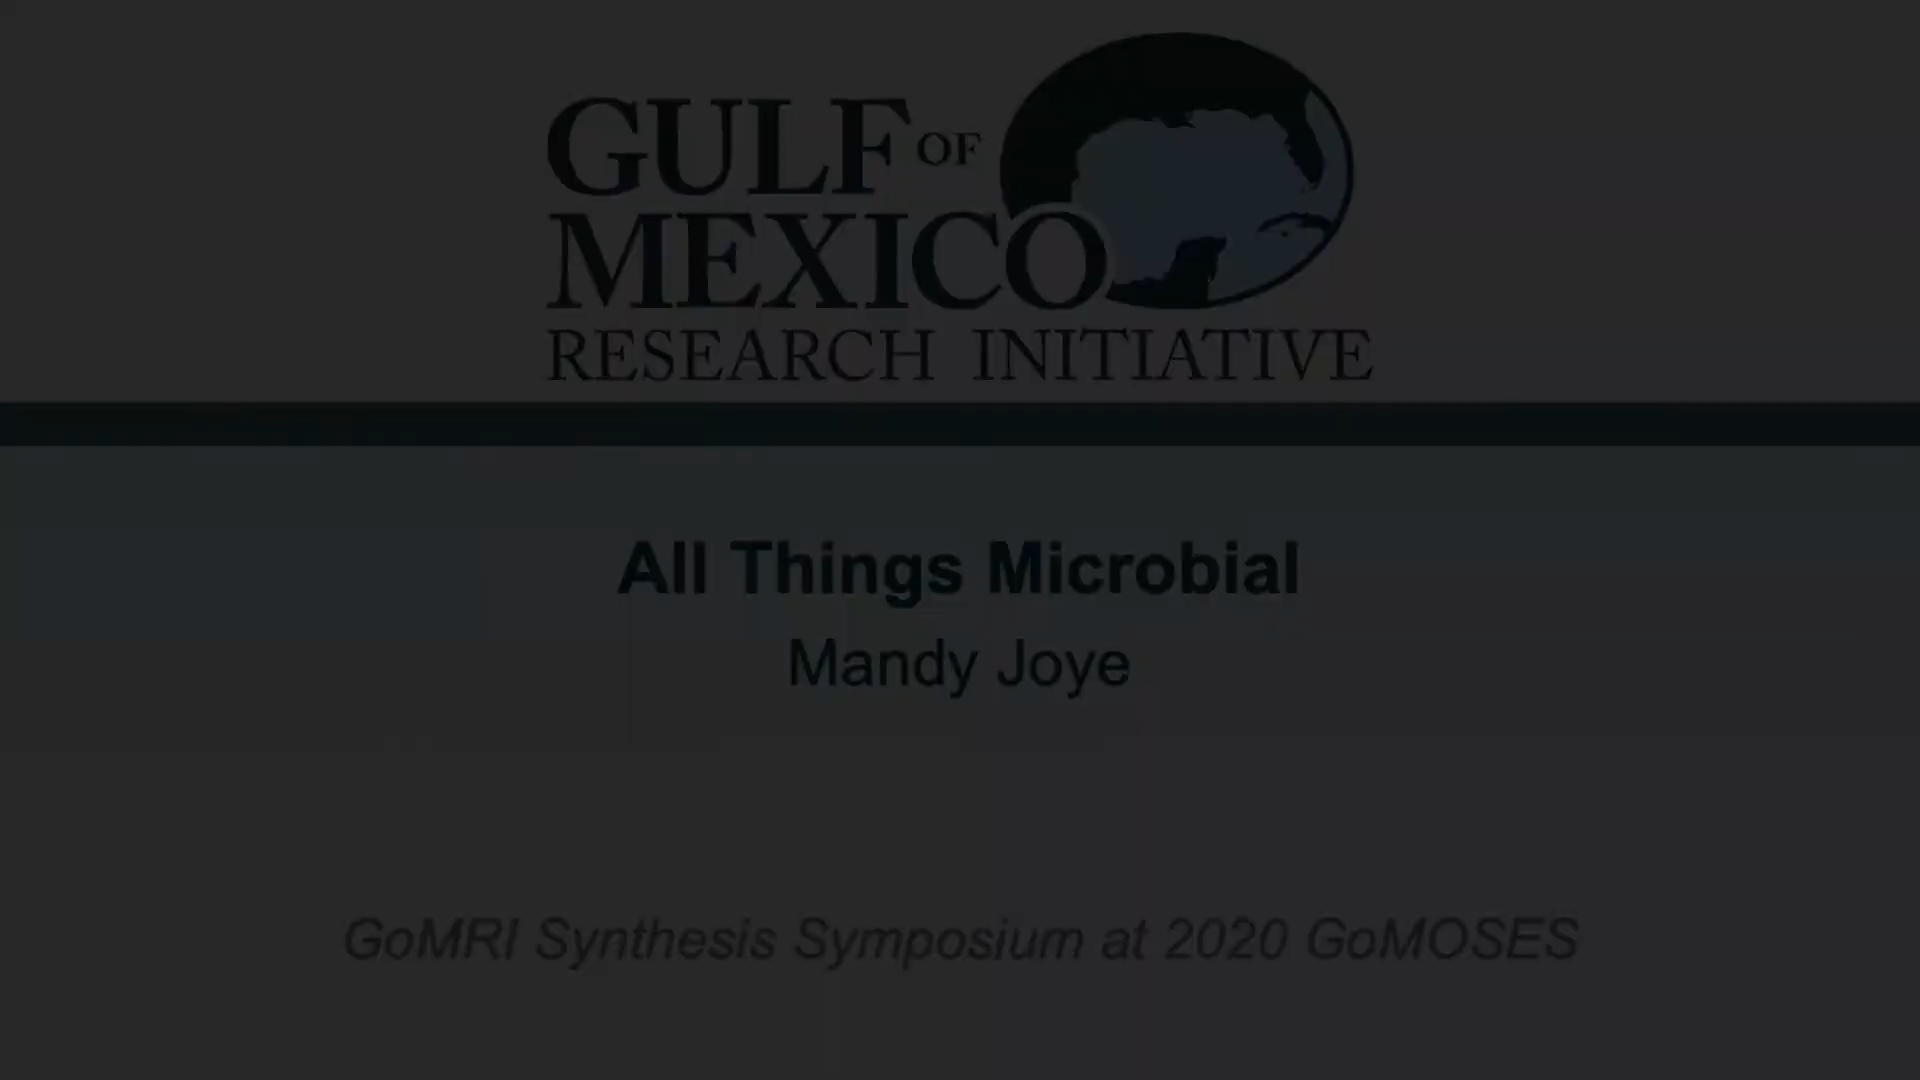 GULF OF
MEXICO
RESEARCH INITIATIVE
All Things Microbial
Mandy Joye
GoMRI Synthesis Symposium at 2020 GoMOSES